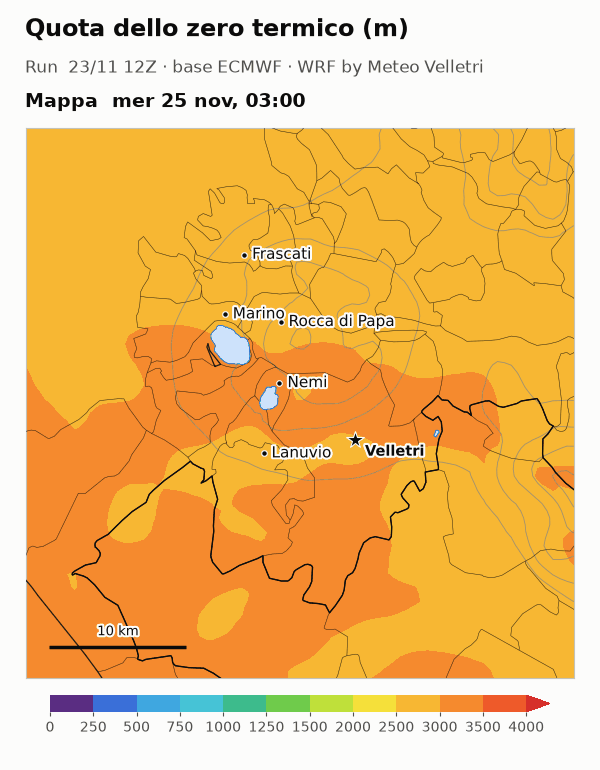 Quota dello zero termico (m)
Run  23/11 12Z · base ECMWF · WRF by Meteo Velletri
Mappa  mer 25 nov, 03:00
Frascati
Marino
Rocca di Papa
Nemi
Velletri
Lanuvio
10 km
0 250 500 750 1000 1250 1500 2000 2500 3000 3500 4000